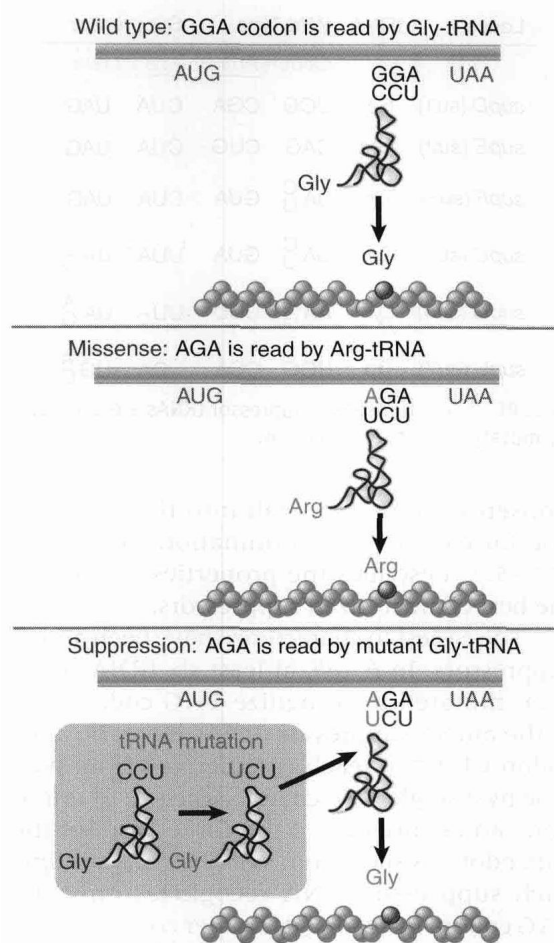 Wild type: GGA codon is read by Gly-tRNA
AUG GGA UAA
CCU
Gly
Gly
Missense: AGA is read by Arg-tRNA
AUG AGA UAA
UCU
Arg
Arg
Suppression: AGA is read by mutant Gly-tRNA
AUG AGA UAA
UCU
tRNA mutation
CCU UCU
Gly Gly
Gly